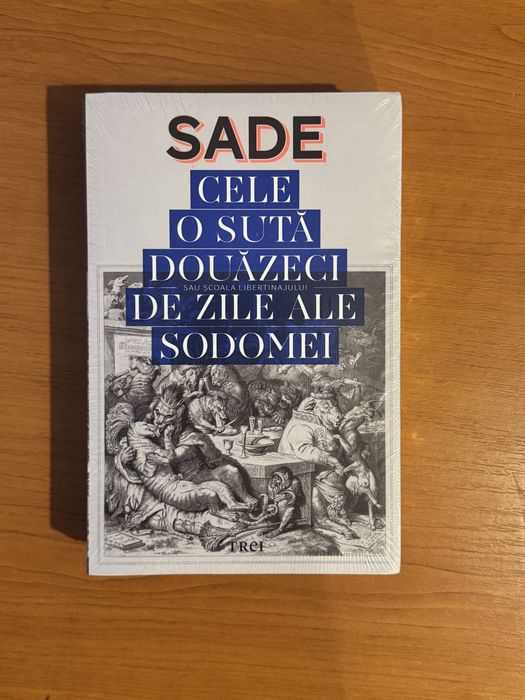 SADE
CELE
O SUTĂ
DOUĂZECI
SAU ȘCOALA LIBERTINAJULUI
DE ZILE ALE
SODOMEI
TREI